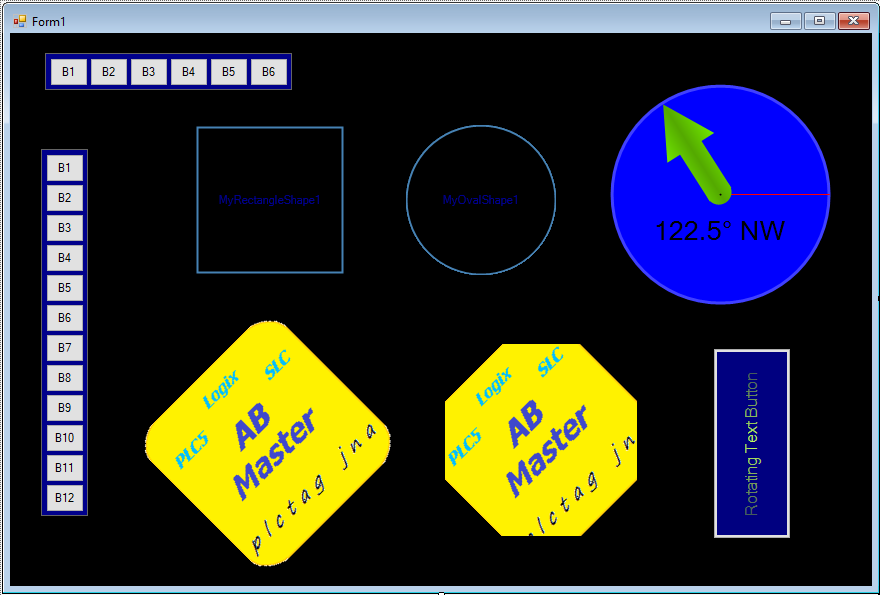 Form1
B1 B2 B3 B4 B5 B6
B1
B2
B3
B4
B5
B6
B7
B8
B9
B10
B11
B12
MyRectangleShape1
MyOvalShape1
122.5° NW
PLC5 Logix SLC
AB
Master
plctag jna
PLC5 Logix SLC
AB
Master
plctag jn
Rotating Text Button